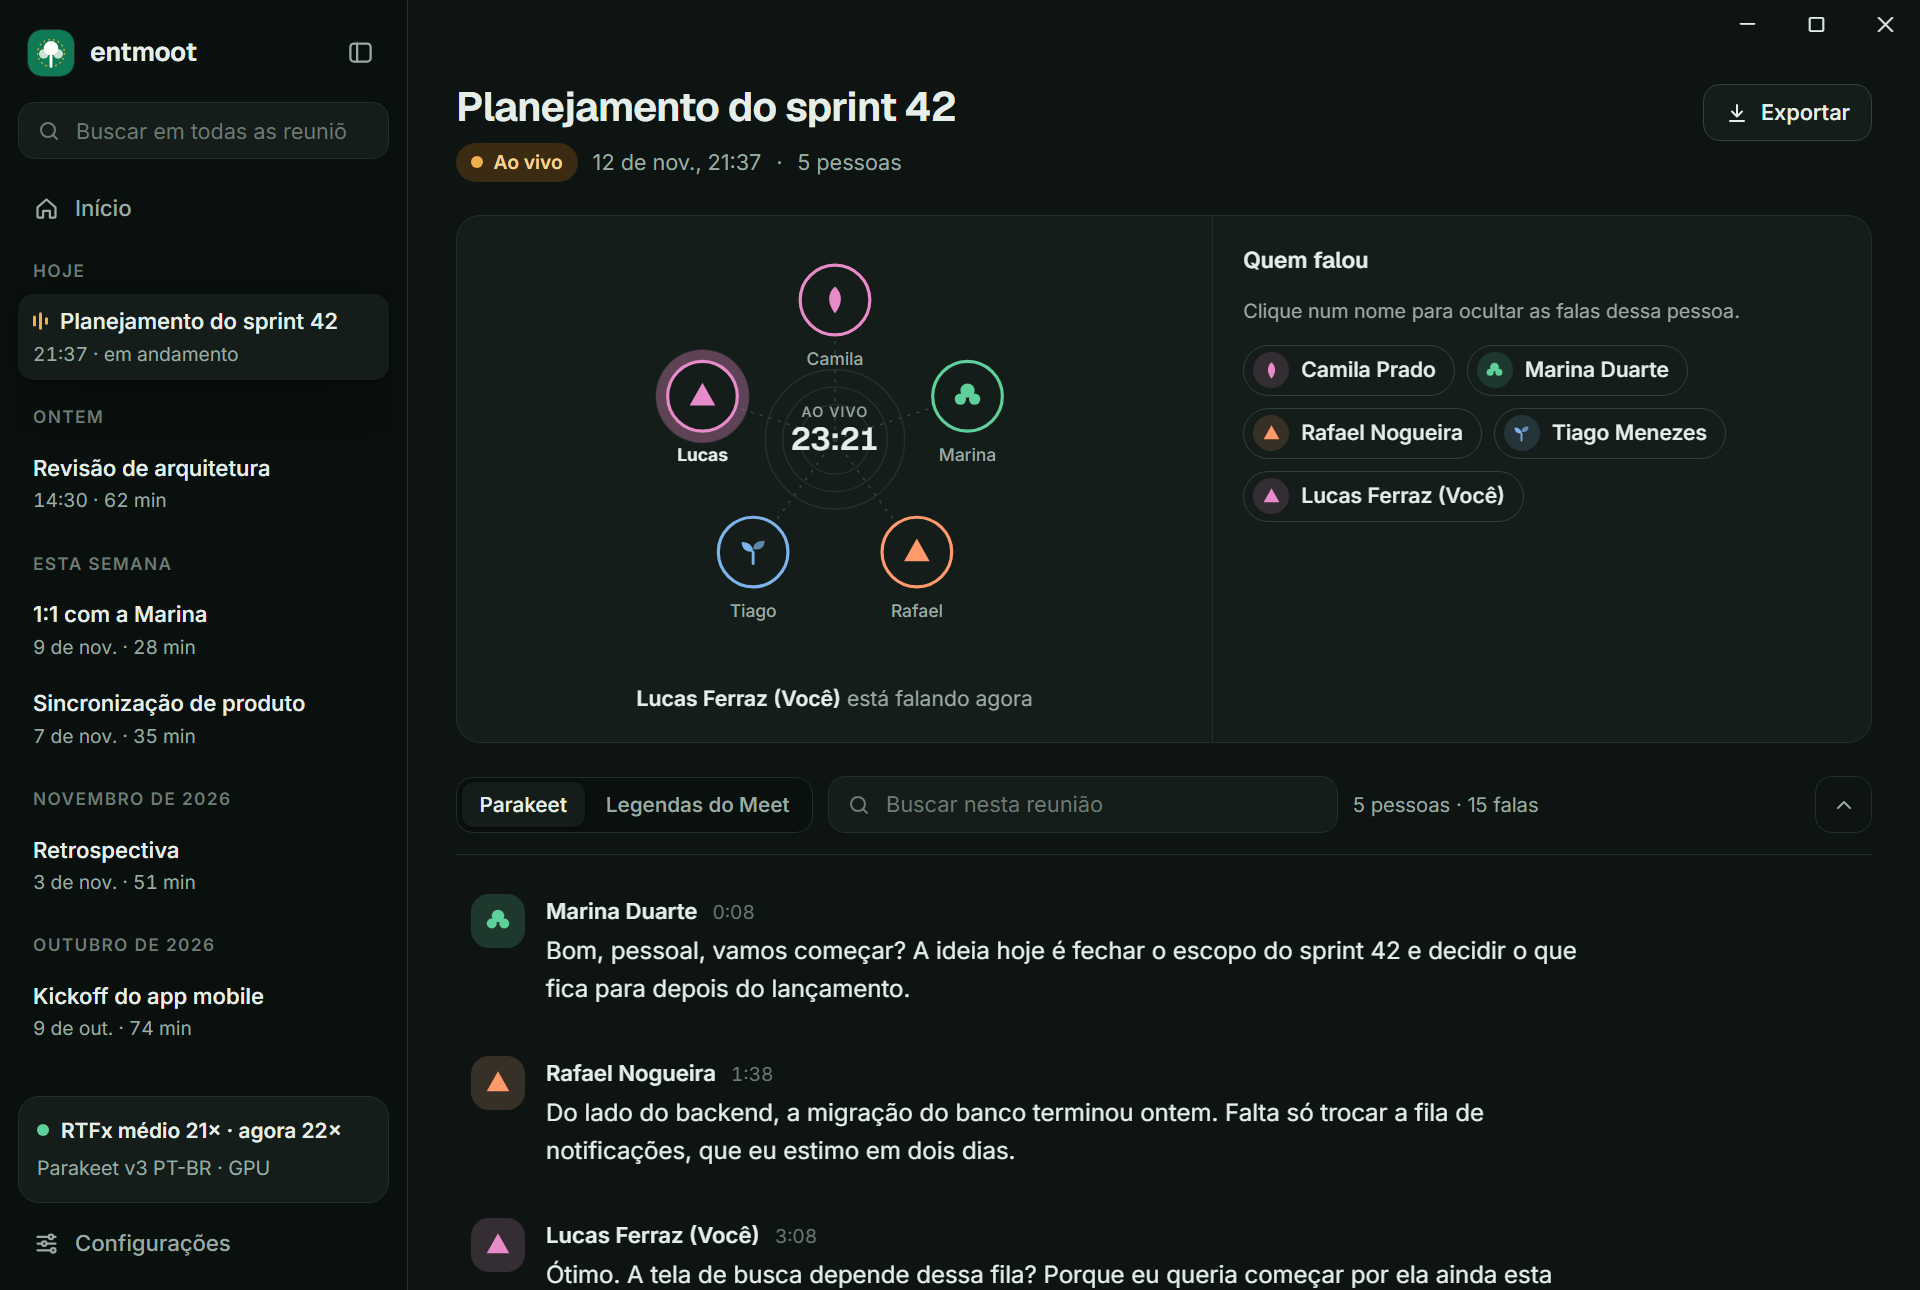 entmoot
Buscar em todas as reuniõ
Início
HOJE
Planejamento do sprint 42
21:37 · em andamento
ONTEM
Revisão de arquitetura
14:30 · 62 min
ESTA SEMANA
1:1 com a Marina
9 de nov. · 28 min
Sincronização de produto
7 de nov. · 35 min
NOVEMBRO DE 2026
Retrospectiva
3 de nov. · 51 min
OUTUBRO DE 2026
Kickoff do app mobile
9 de out. · 74 min
RTFx médio 21× · agora 22×
Parakeet v3 PT-BR · GPU
Configurações
Planejamento do sprint 42
Exportar
Ao vivo 12 de nov., 21:37 · 5 pessoas
Camila
Lucas
AO VIVO
23:21
Marina
Tiago
Rafael
Lucas Ferraz (Você) está falando agora
Quem falou
Clique num nome para ocultar as falas dessa pessoa.
Camila Prado
Marina Duarte
Rafael Nogueira
Tiago Menezes
Lucas Ferraz (Você)
Parakeet
Legendas do Meet
Buscar nesta reunião
5 pessoas · 15 falas
Marina Duarte 0:08
Bom, pessoal, vamos começar? A ideia hoje é fechar o escopo do sprint 42 e decidir o que
fica para depois do lançamento.
Rafael Nogueira 1:38
Do lado do backend, a migração do banco terminou ontem. Falta só trocar a fila de
notificações, que eu estimo em dois dias.
Lucas Ferraz (Você) 3:08
Ótimo. A tela de busca depende dessa fila? Porque eu queria começar por ela ainda esta